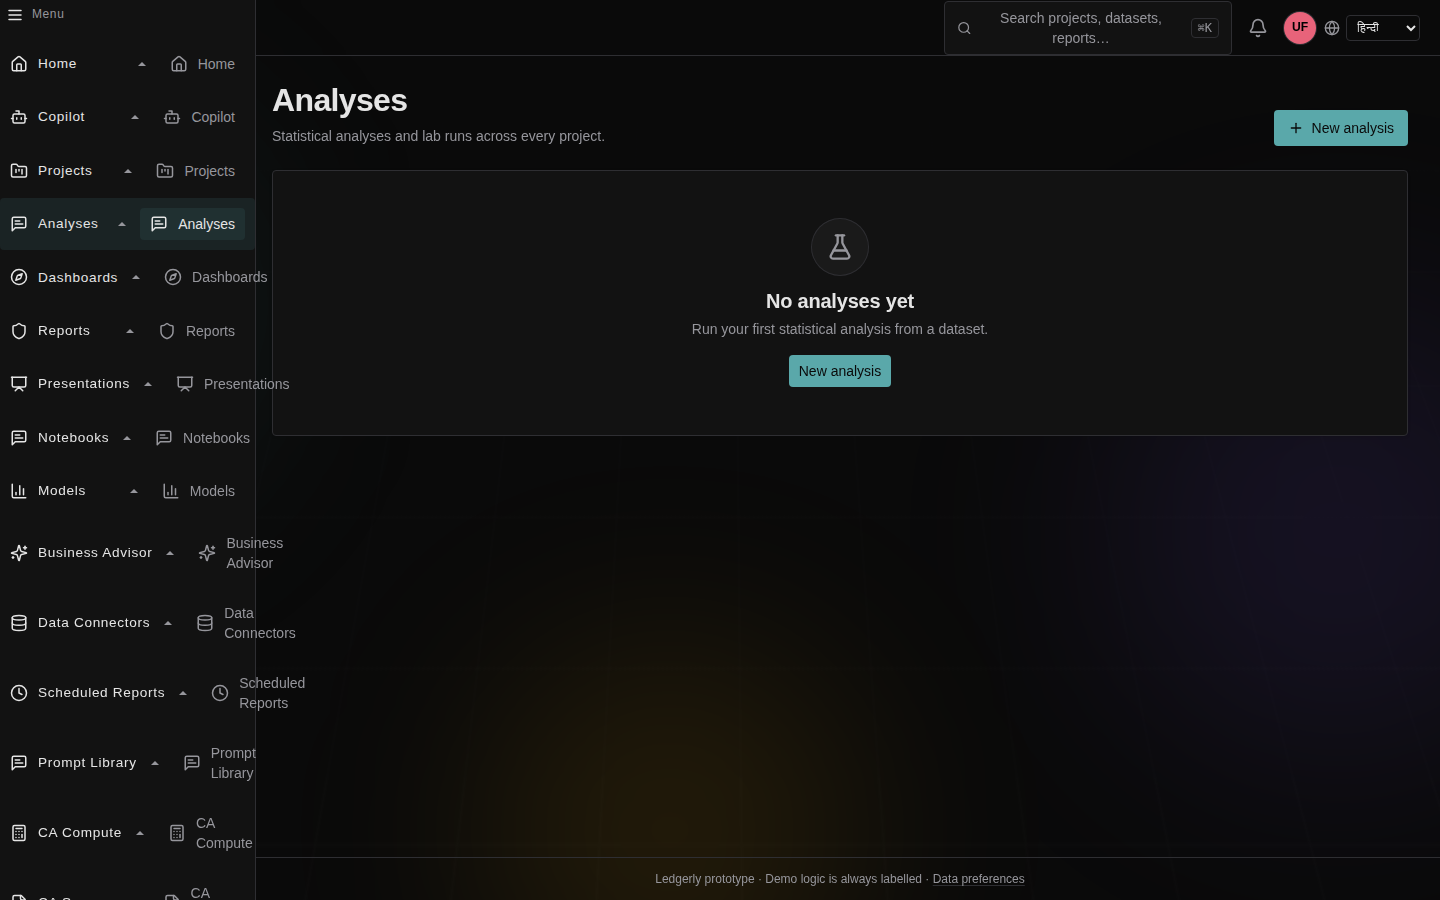 Menu
Search projects, datasets,
reports…
⌘K
UF
हिन्दी
Home
Home
Copilot
Copilot
Projects
Projects
Analyses
Analyses
Dashboards
Dashboards
Reports
Reports
Presentations
Presentations
Notebooks
Notebooks
Models
Models
Business Advisor
Business
Advisor
Data Connectors
Data
Connectors
Scheduled Reports
Scheduled
Reports
Prompt Library
Prompt
Library
CA Compute
CA
Compute
CA
Analyses
Statistical analyses and lab runs across every project.
New analysis
No analyses yet
Run your first statistical analysis from a dataset.
New analysis
Ledgerly prototype · Demo logic is always labelled · Data preferences